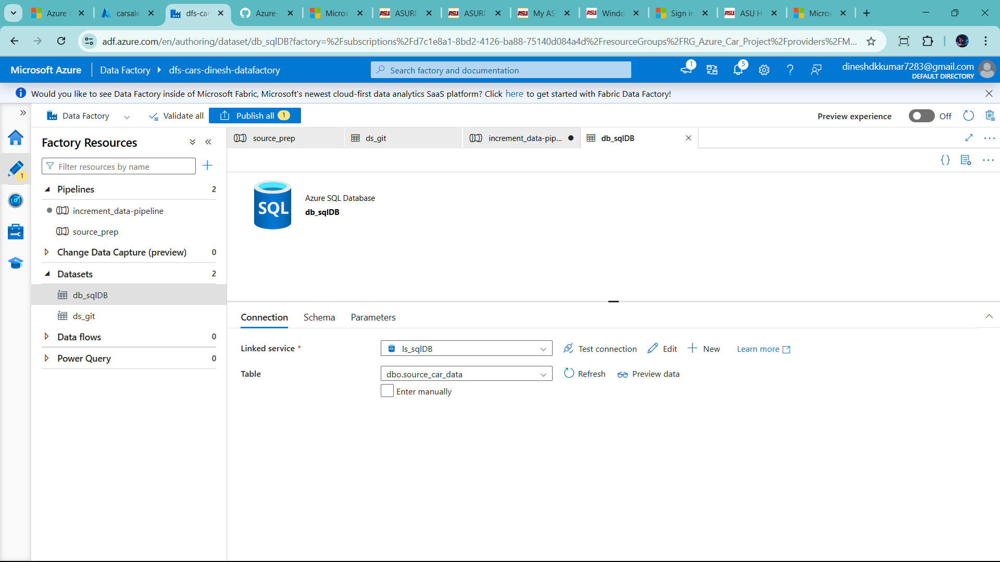 Azure
carsale
dfs-car
Azure-
Micros
ASURI
ASURI
My AS
Windo
Sign in
ASU H
Micros
adf.azure.com/en/authoring/dataset/db_sqlDB?factory=%2Fsubscriptions%2Fd7c1e8a1-8bd2-4126-ba88-75140d084a4d%2FresourceGroups%2FRG_Azure_Car_Project%2Fproviders%2FM...
Microsoft Azure
Data Factory
dfs-cars-dinesh-datafactory
Search factory and documentation
1
5
dineshdkkumar7283@gmail.com
DEFAULT DIRECTORY
Would you like to see Data Factory inside of Microsoft Fabric, Microsoft's newest cloud-first data analytics SaaS platform? Click here to get started with Fabric Data Factory!
Data Factory
Validate all
Publish all 1
Preview experience
Off
Factory Resources
source_prep
ds_git
increment_data-pip...
db_sqlDB
Filter resources by name
1
Pipelines 2
increment_data-pipeline
source_prep
Change Data Capture (preview) 0
Datasets 2
db_sqlDB
ds_git
Data flows 0
Power Query 0
SQL
Azure SQL Database
db_sqlDB
Connection
Schema
Parameters
Linked service *
SQL
ls_sqlDB
Test connection
Edit
New
Learn more
Table
dbo.source_car_data
Refresh
Preview data
Enter manually